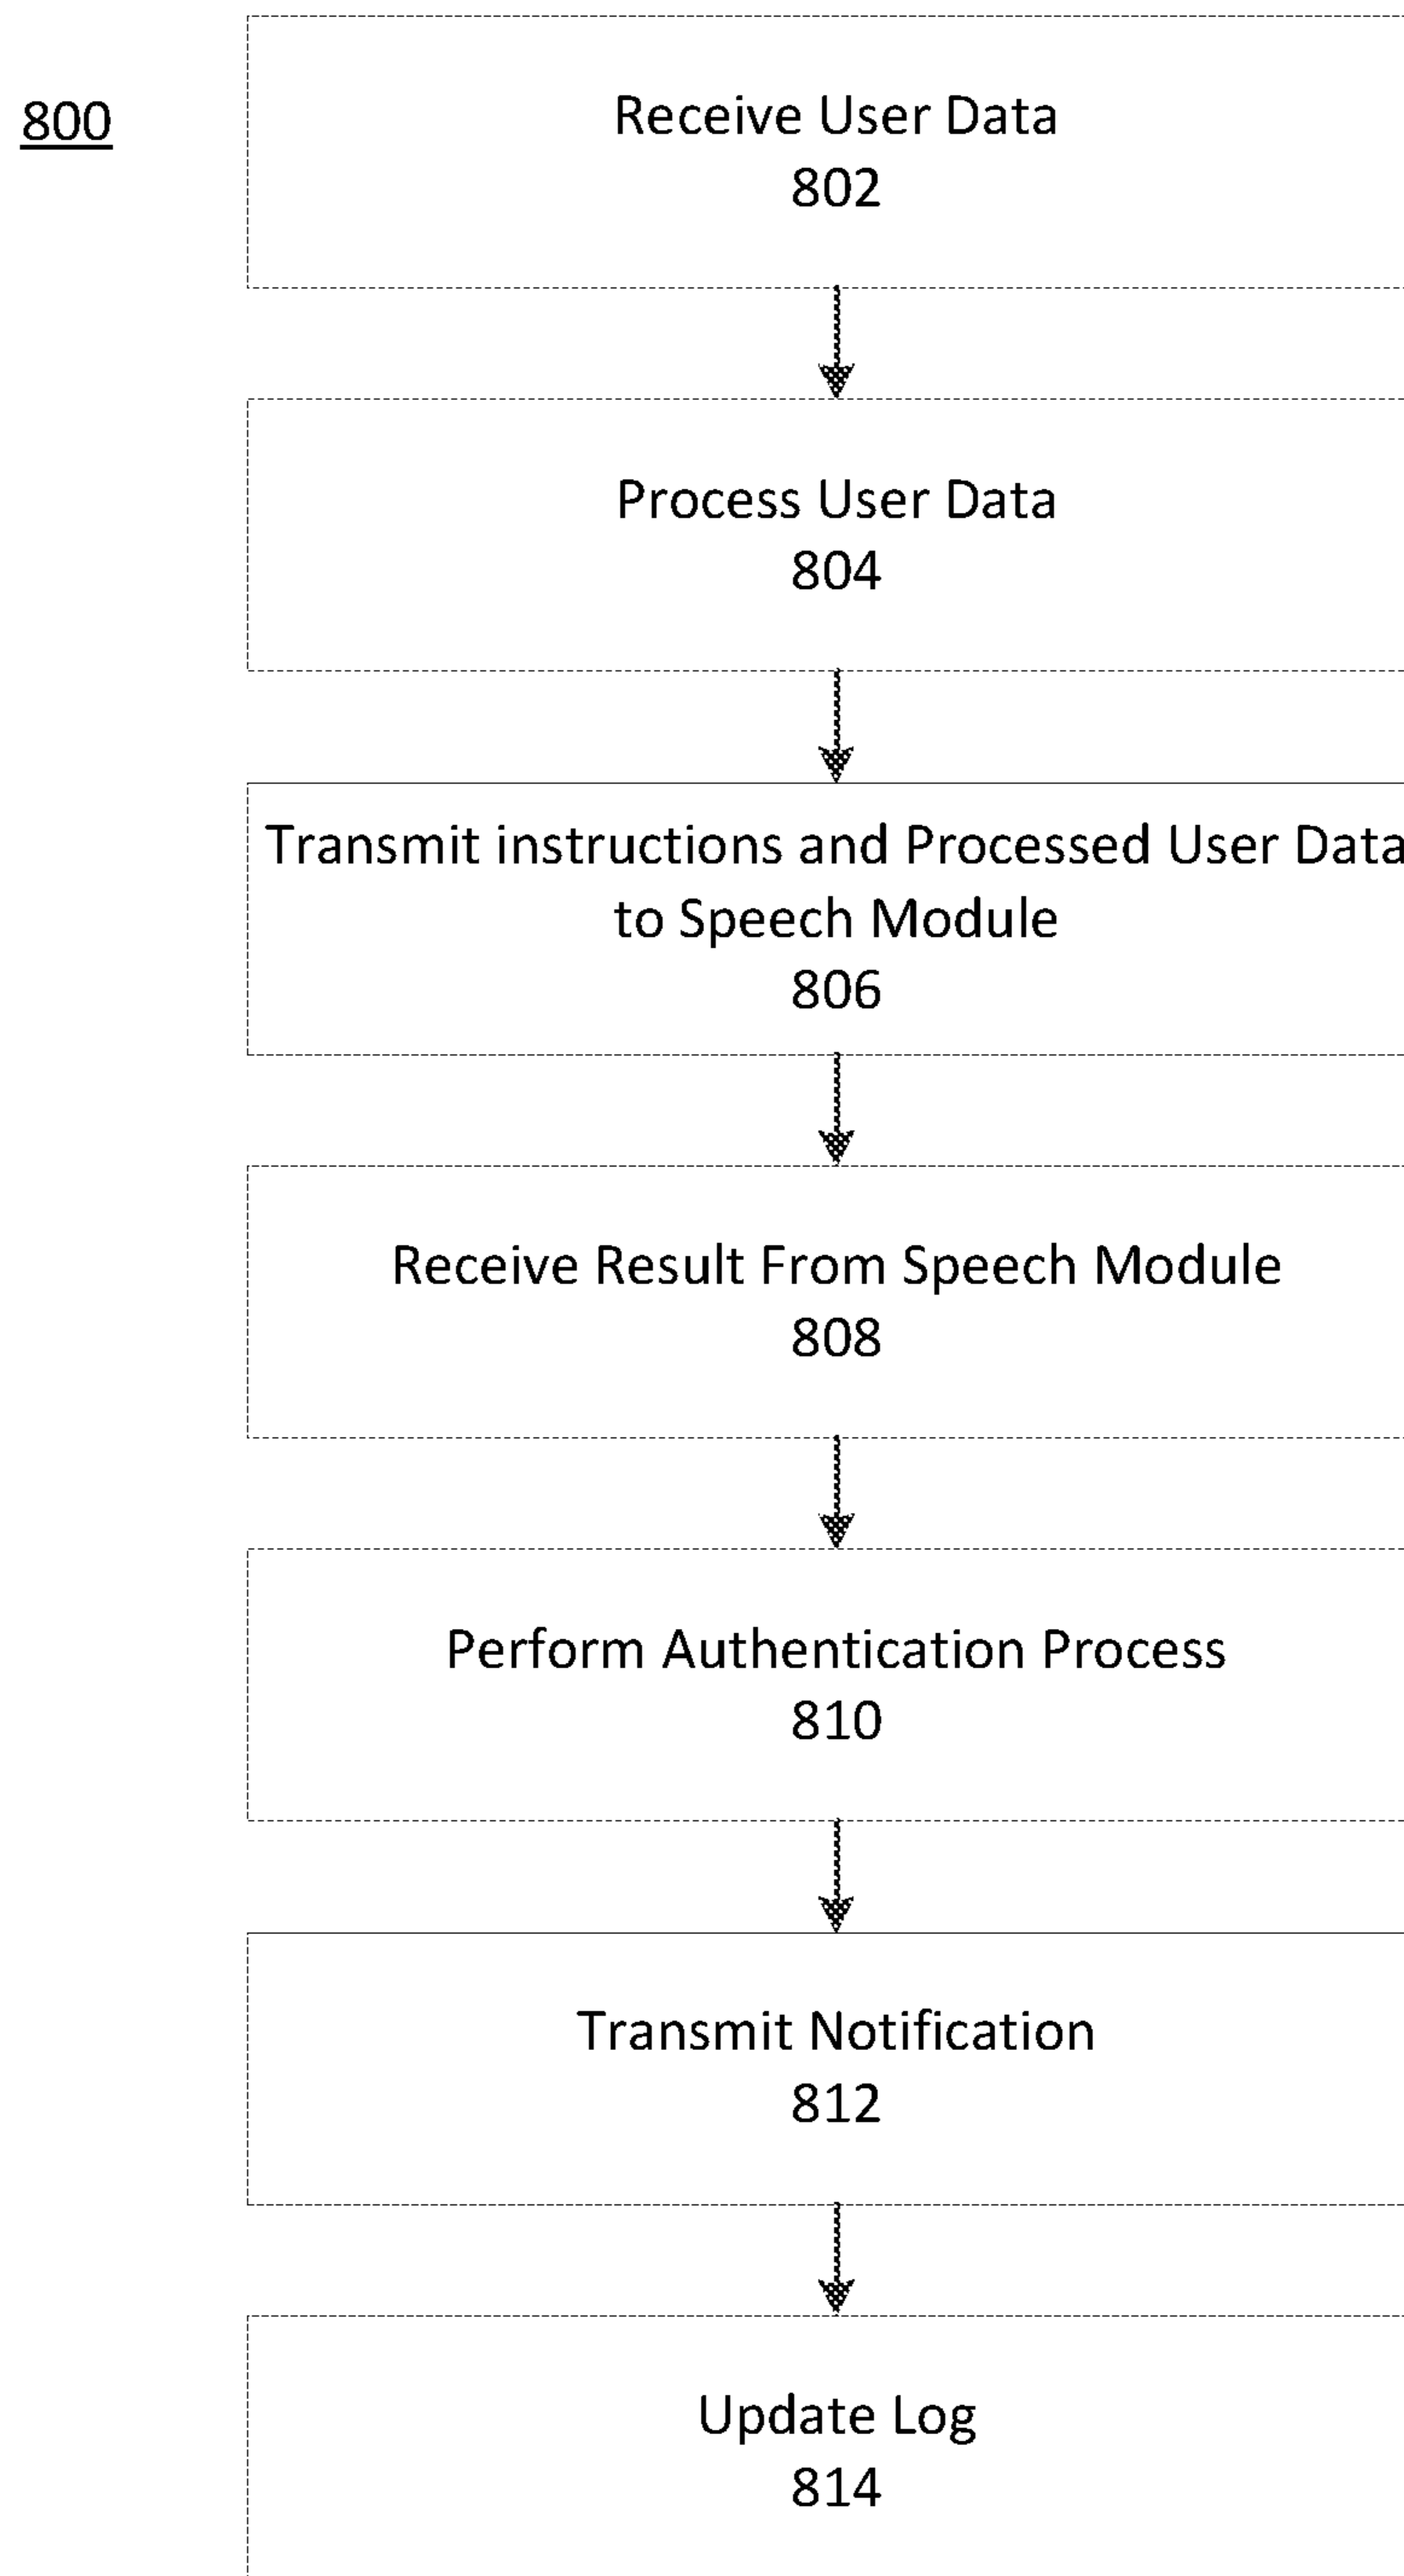 800
Receive User Data
802
Process User Data
804
Transmit instructions and Processed User Data
to Speech Module
806
Receive Result From Speech Module
808
Perform Authentication Process
810
Transmit Notification
812
Update Log
814